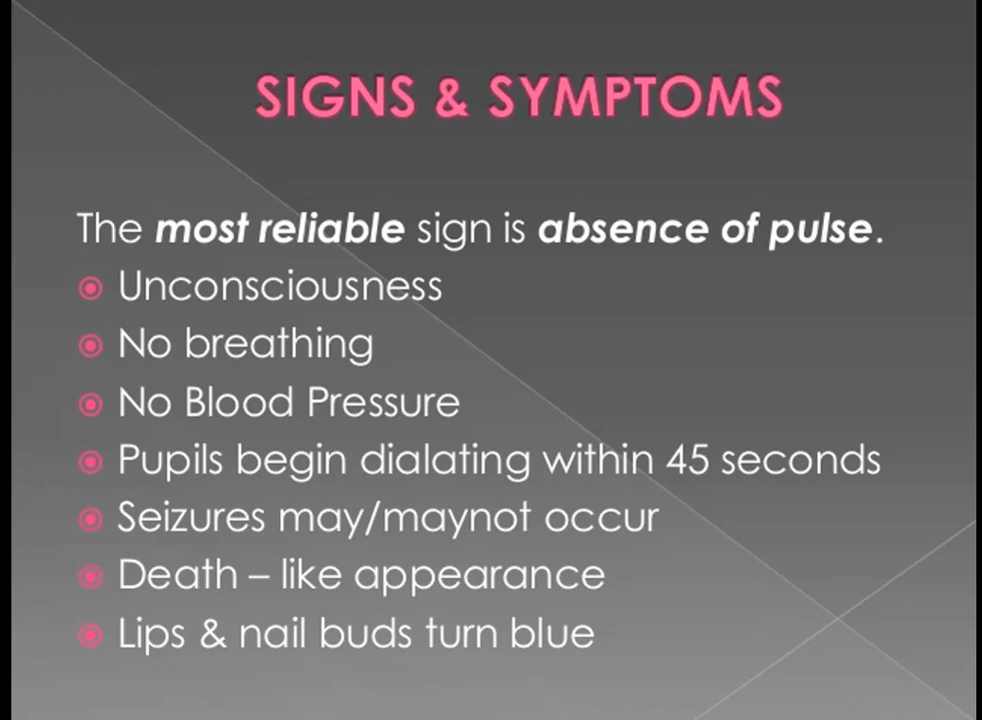 SIGNS & SYMPTOMS
The most reliable sign is absence of pulse.
Unconsciousness
No breathing
No Blood Pressure
Pupils begin dialating within 45 seconds
Seizures may/maynot occur
Death – like appearance
Lips & nail buds turn blue